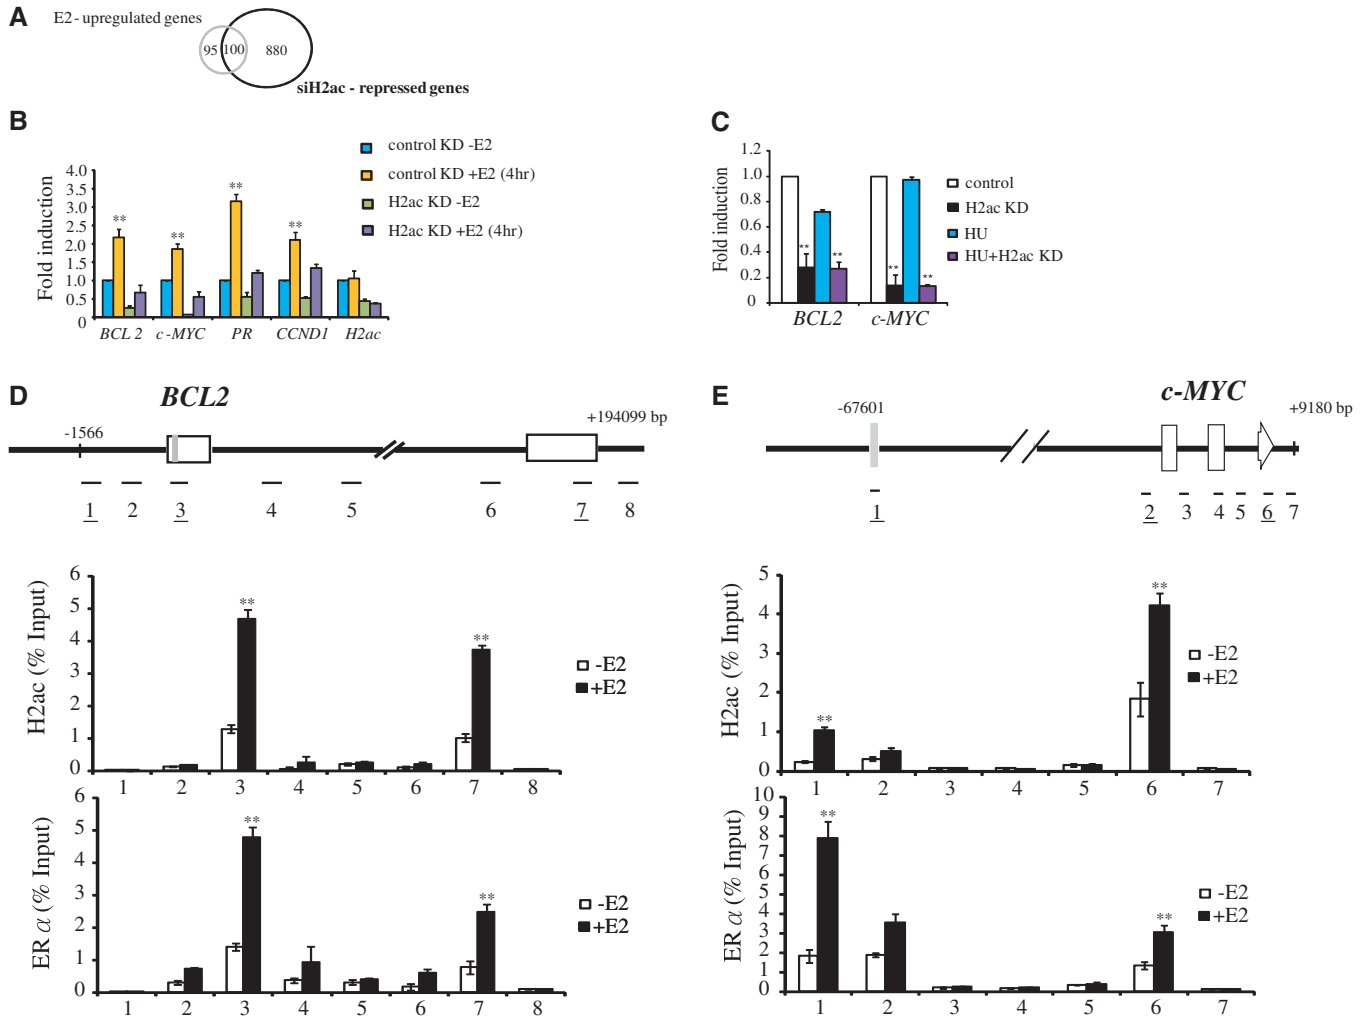 A
E2 - upregulated genes
95 100 880
siH2ac - repressed genes
B
control KD -E2
control KD +E2 (4hr)
H2ac KD -E2
H2ac KD +E2 (4hr)
Fold induction
4.0
3.5
3.0
2.5
2.0
1.5
1.0
0.5
0
** ** ** **
BCL 2 c -MYC PR CCND1 H2ac
C
Fold induction
1.2
1.0
0.8
0.6
0.4
0.2
0
** ** ** **
BCL2 c-MYC
control
H2ac KD
HU
HU+H2ac KD
D
BCL2
-1566
+194099 bp
1 2 3 4 5 6 7 8
H2ac (% Input)
6
5
4
3
2
1
0
** **
1 2 3 4 5 6 7 8
-E2
+E2
ER α (% Input)
6
5
4
3
2
1
0
** **
1 2 3 4 5 6 7 8
-E2
+E2
E
c-MYC
-67601
+9180 bp
1 2 3 4 5 6 7
H2ac (% Input)
5
4
3
2
1
0
** **
1 2 3 4 5 6 7
-E2
+E2
ER α (% Input)
10
9
8
7
6
5
4
3
2
1
0
** **
1 2 3 4 5 6 7
-E2
+E2